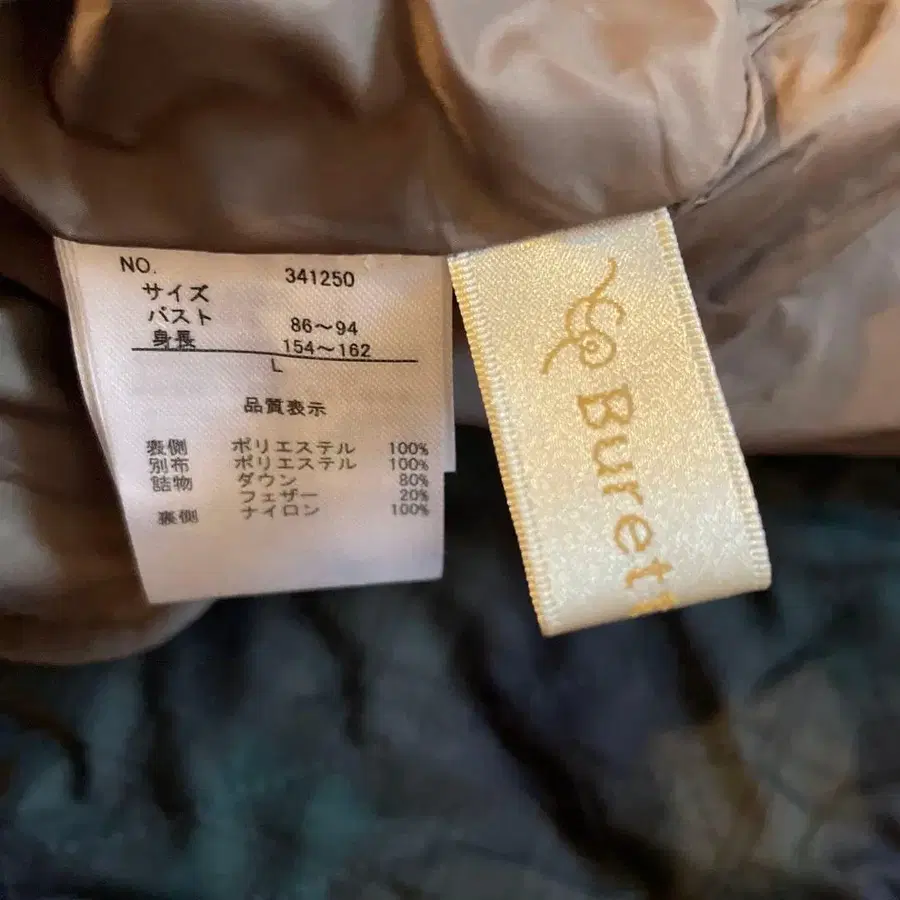 NO. 341250
サイズ
バスト 86～94
身長 154～162
L
品質表示
表側 ポリエステル 100%
別布 ポリエステル 100%
詰物 ダウン 80%
フェザー 20%
裏側 ナイロン 100%
Buret